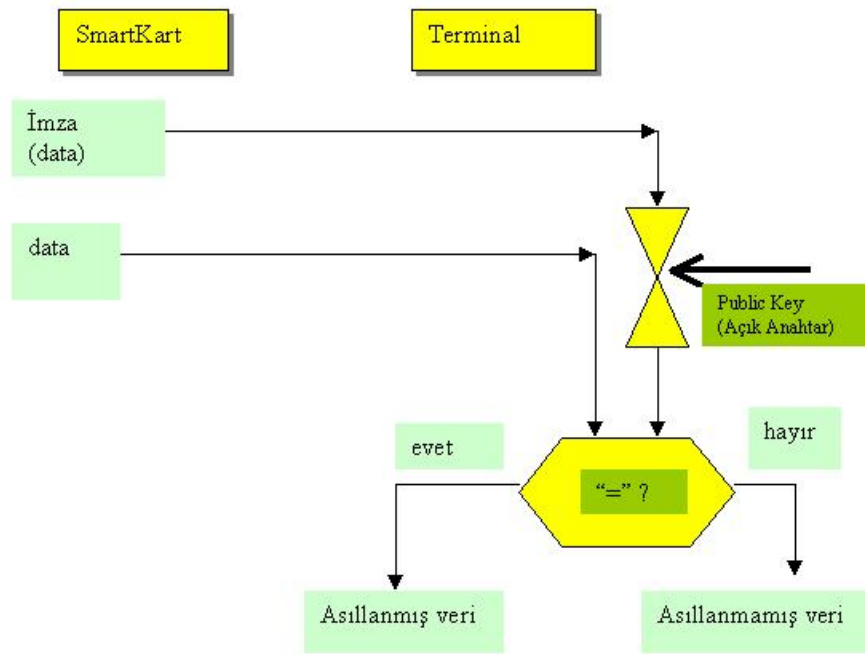 SmartKart
Terminal
İmza
(data)
data
Public Key
(Açık Anahtar)
evet
hayır
“=” ?
Asıllanmış veri
Asıllanmamış veri